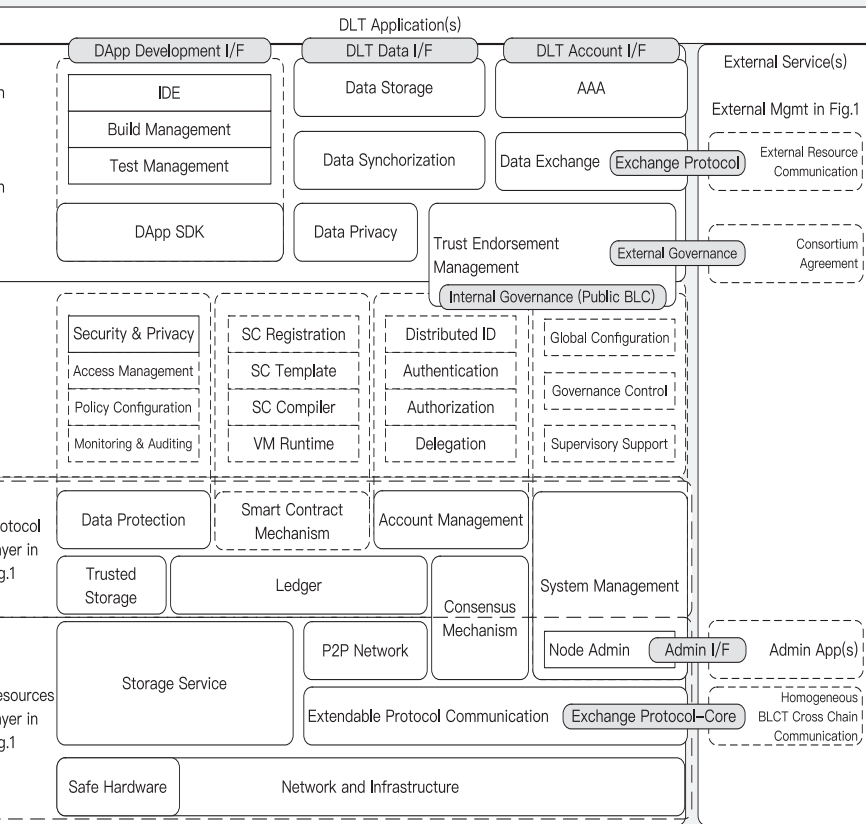 DLT Application(s)
DApp Development I/F
DLT Data I/F
DLT Account I/F
External Service(s)
IDE
Data Storage
AAA
External Mgmt in Fig.1
Build Management
Test Management
Data Synchorization
Data Exchange
Exchange Protocol
External Resource
Communication
DApp SDK
Data Privacy
Trust Endorsement
Management
External Governance
Consortium
Agreement
Internal Governance (Public BLC)
Security & Privacy
SC Registration
Distributed ID
Global Configuration
Access Management
SC Template
Authentication
Policy Configuration
SC Compiler
Authorization
Governance Control
Monitoring & Auditing
VM Runtime
Delegation
Supervisory Support
otocol
ayer in
g.1
Data Protection
Smart Contract
Mechanism
Account Management
Trusted
Storage
Ledger
Consensus
Mechanism
System Management
Storage Service
P2P Network
Node Admin
Admin I/F
Admin App(s)
esources
ayer in
g.1
Extendable Protocol Communication
Exchange Protocol-Core
Homogeneous
BLCT Cross Chain
Communication
Safe Hardware
Network and Infrastructure